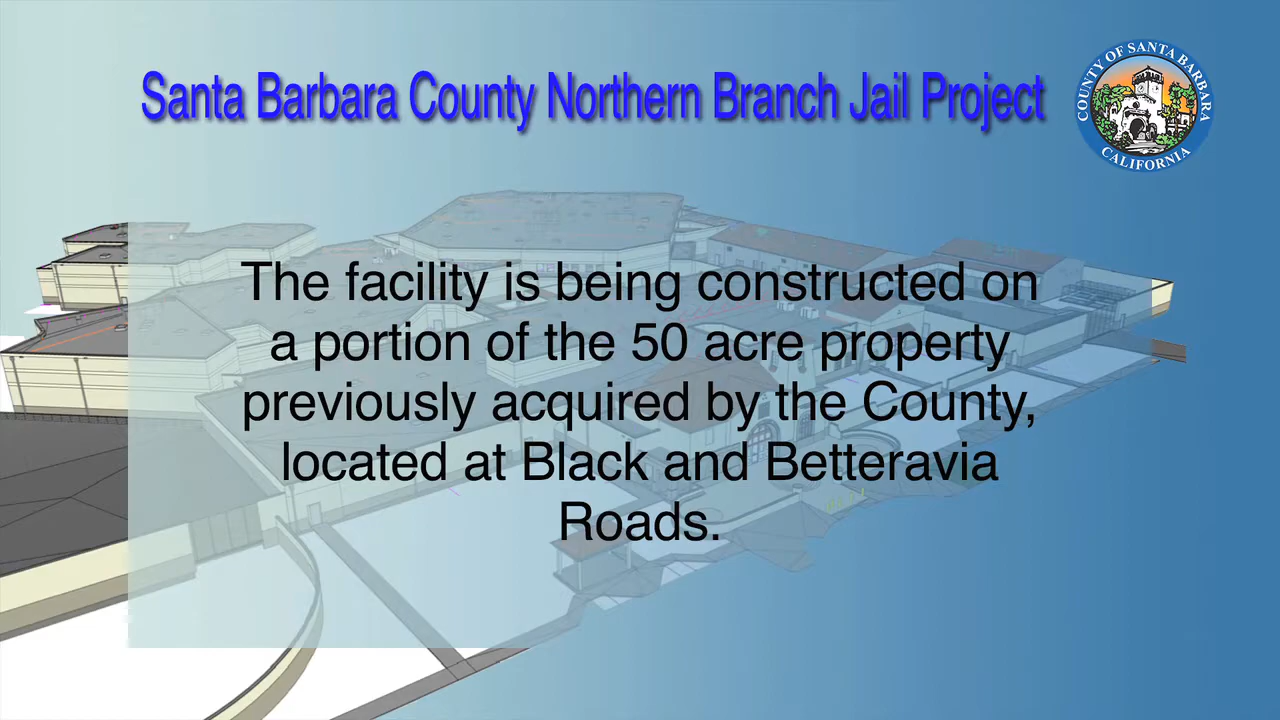 Santa Barbara County Northern Branch Jail Project
COUNTY OF SANTA BARBARA
CALIFORNIA
The facility is being constructed on
a portion of the 50 acre property
previously acquired by the County,
located at Black and Betteravia
Roads.